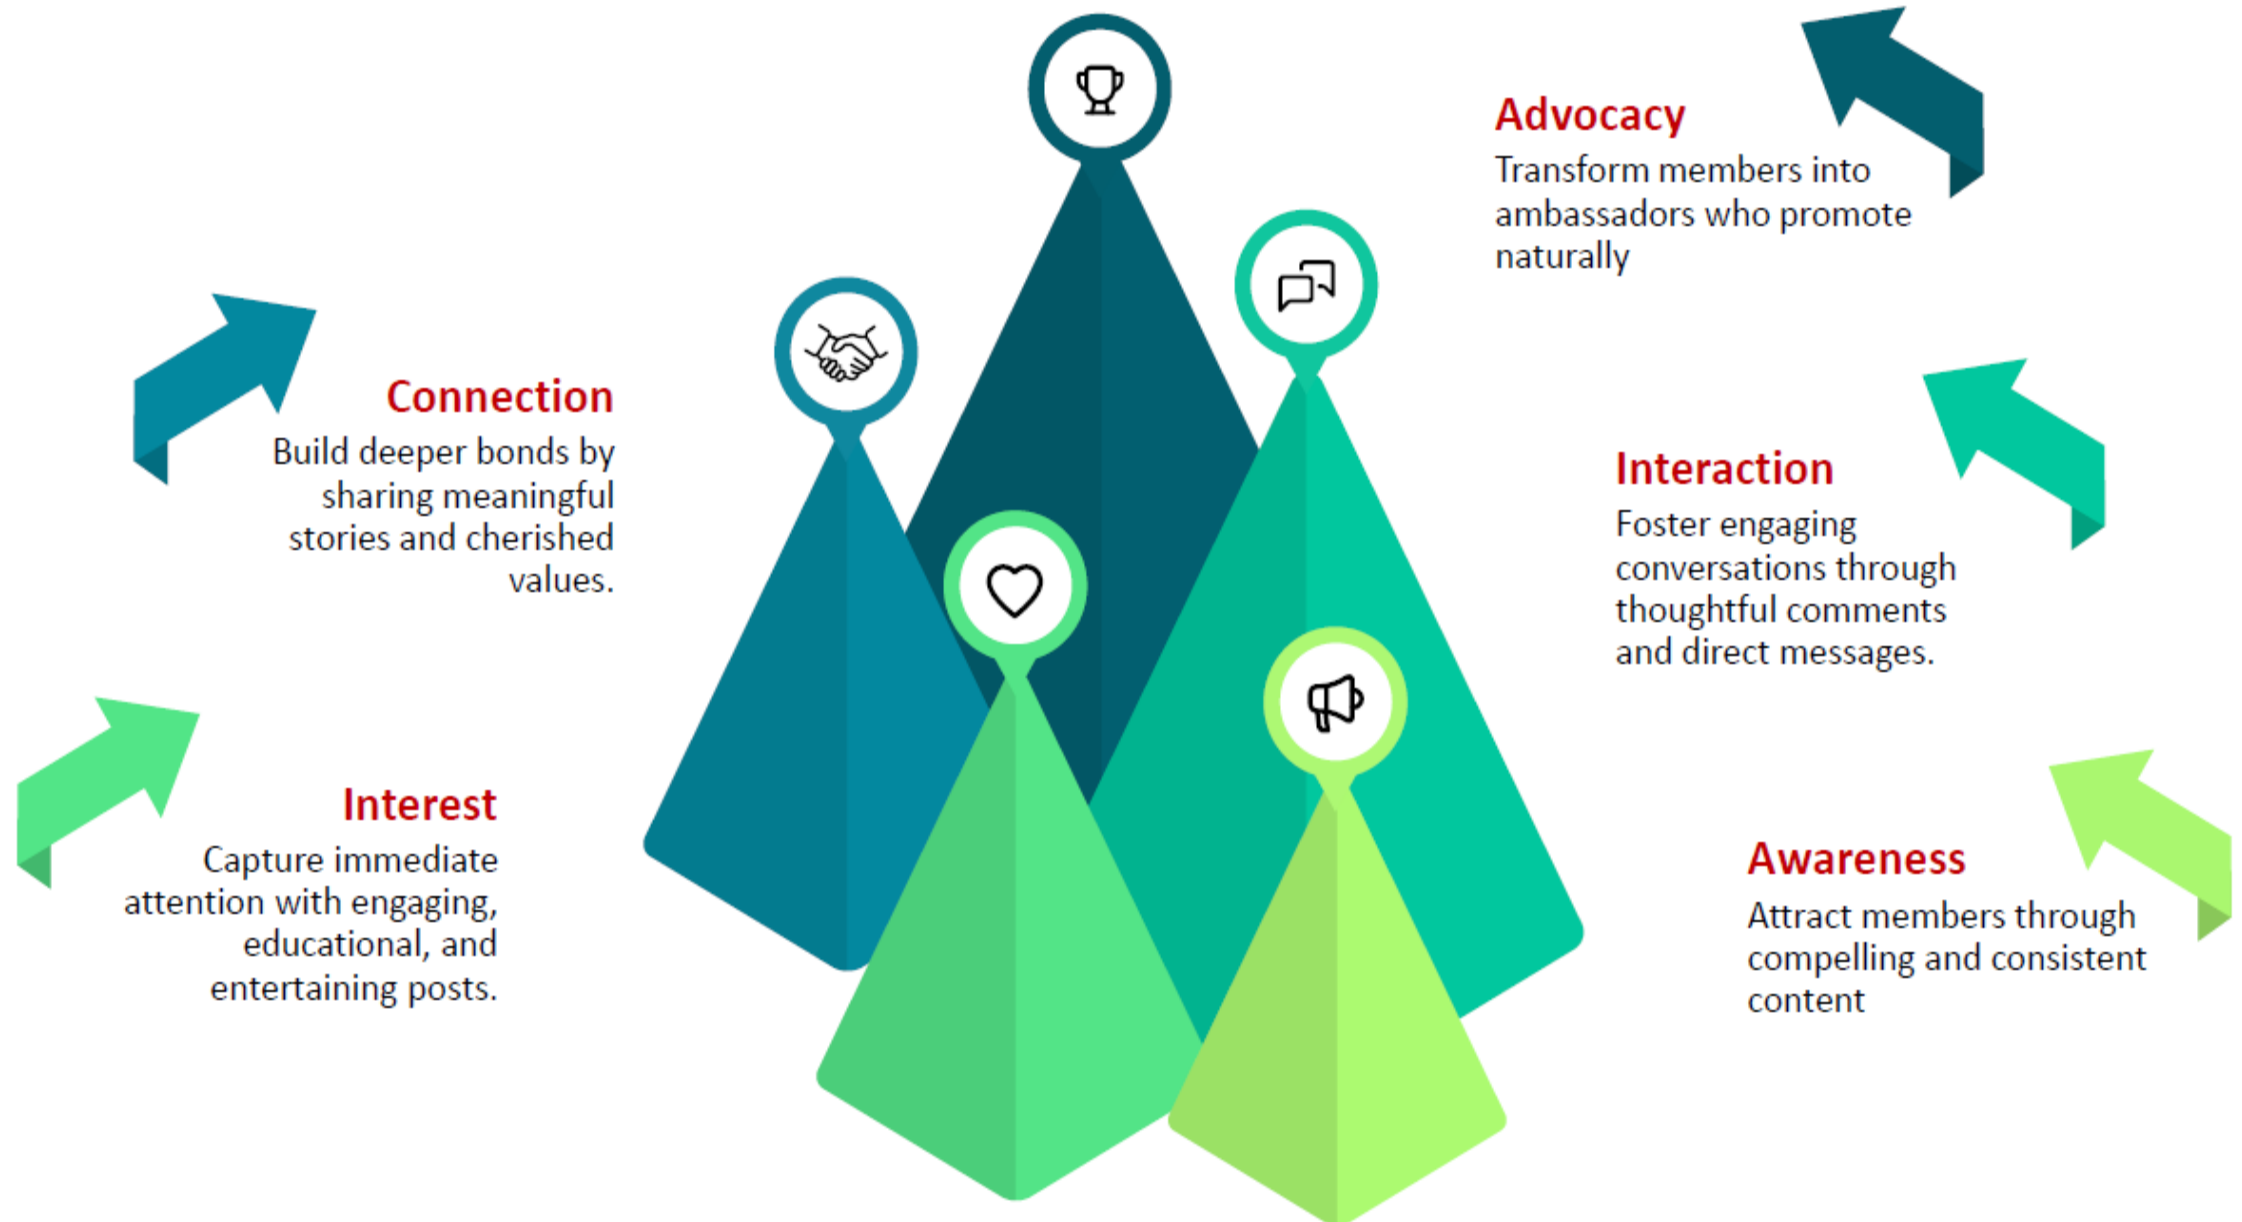 Advocacy
Transform members into
ambassadors who promote
naturally
Connection
Build deeper bonds by
sharing meaningful
stories and cherished
values.
Interaction
Foster engaging
conversations through
thoughtful comments
and direct messages.
Interest
Capture immediate
attention with engaging,
educational, and
entertaining posts.
Awareness
Attract members through
compelling and consistent
content